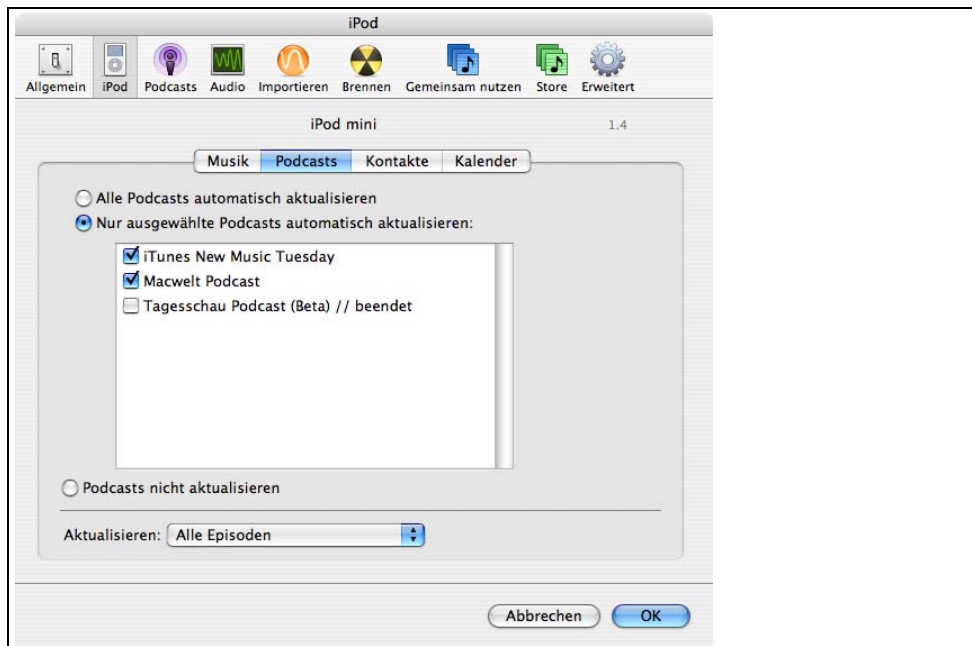 iPod
Allgemein iPod Podcasts Audio Importieren Brennen Gemeinsam nutzen Store Erweitert
iPod mini 1.4
Musik Podcasts Kontakte Kalender
Alle Podcasts automatisch aktualisieren
Nur ausgewählte Podcasts automatisch aktualisieren:
iTunes New Music Tuesday
Macwelt Podcast
Tagesschau Podcast (Beta) // beendet
Podcasts nicht aktualisieren
Aktualisieren: Alle Episoden
Abbrechen OK